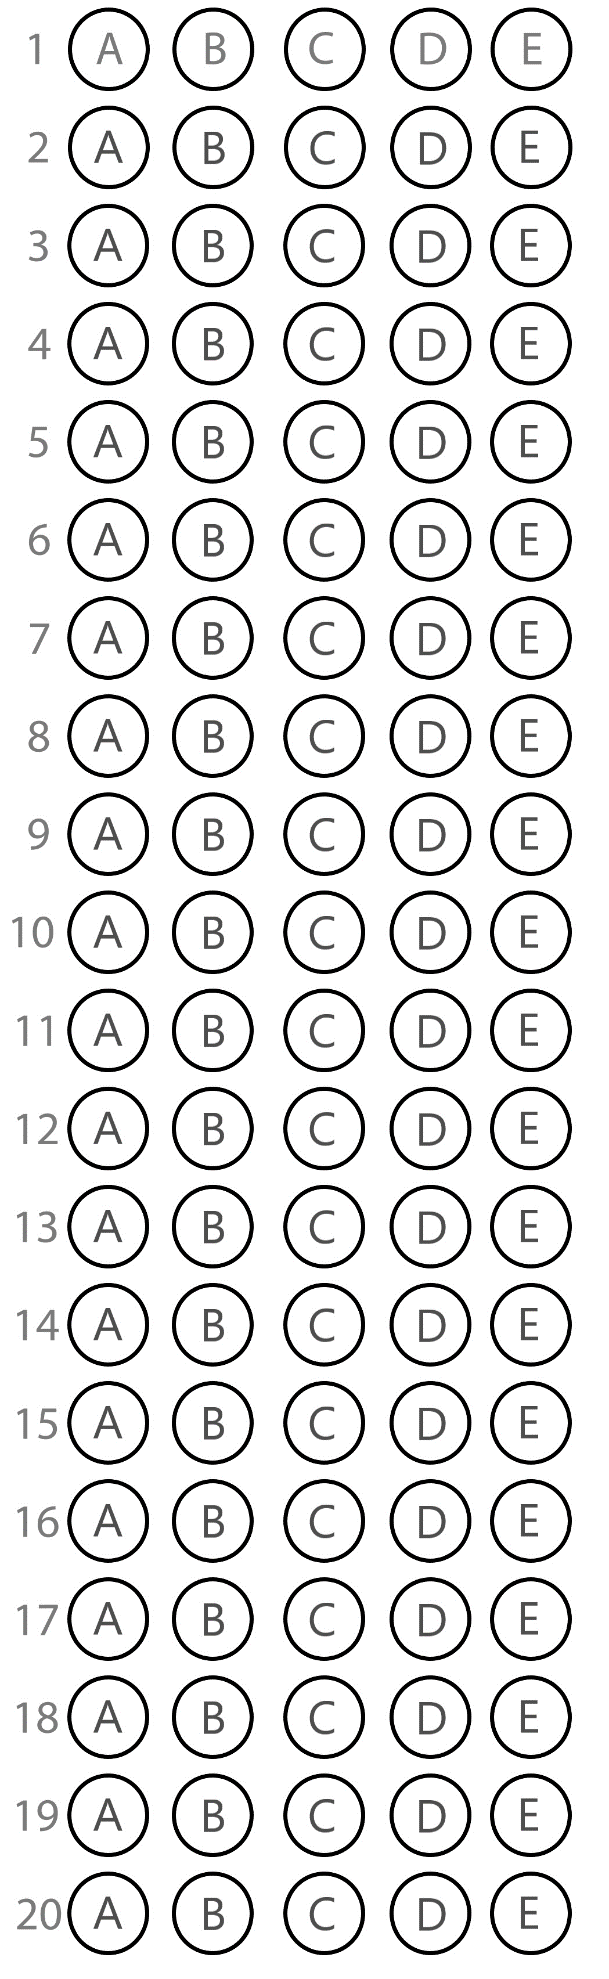 1 A B C D E
2 A B C D E
3 A B C D E
4 A B C D E
5 A B C D E
6 A B C D E
7 A B C D E
8 A B C D E
9 A B C D E
10 A B C D E
11 A B C D E
12 A B C D E
13 A B C D E
14 A B C D E
15 A B C D E
16 A B C D E
17 A B C D E
18 A B C D E
19 A B C D E
20 A B C D E